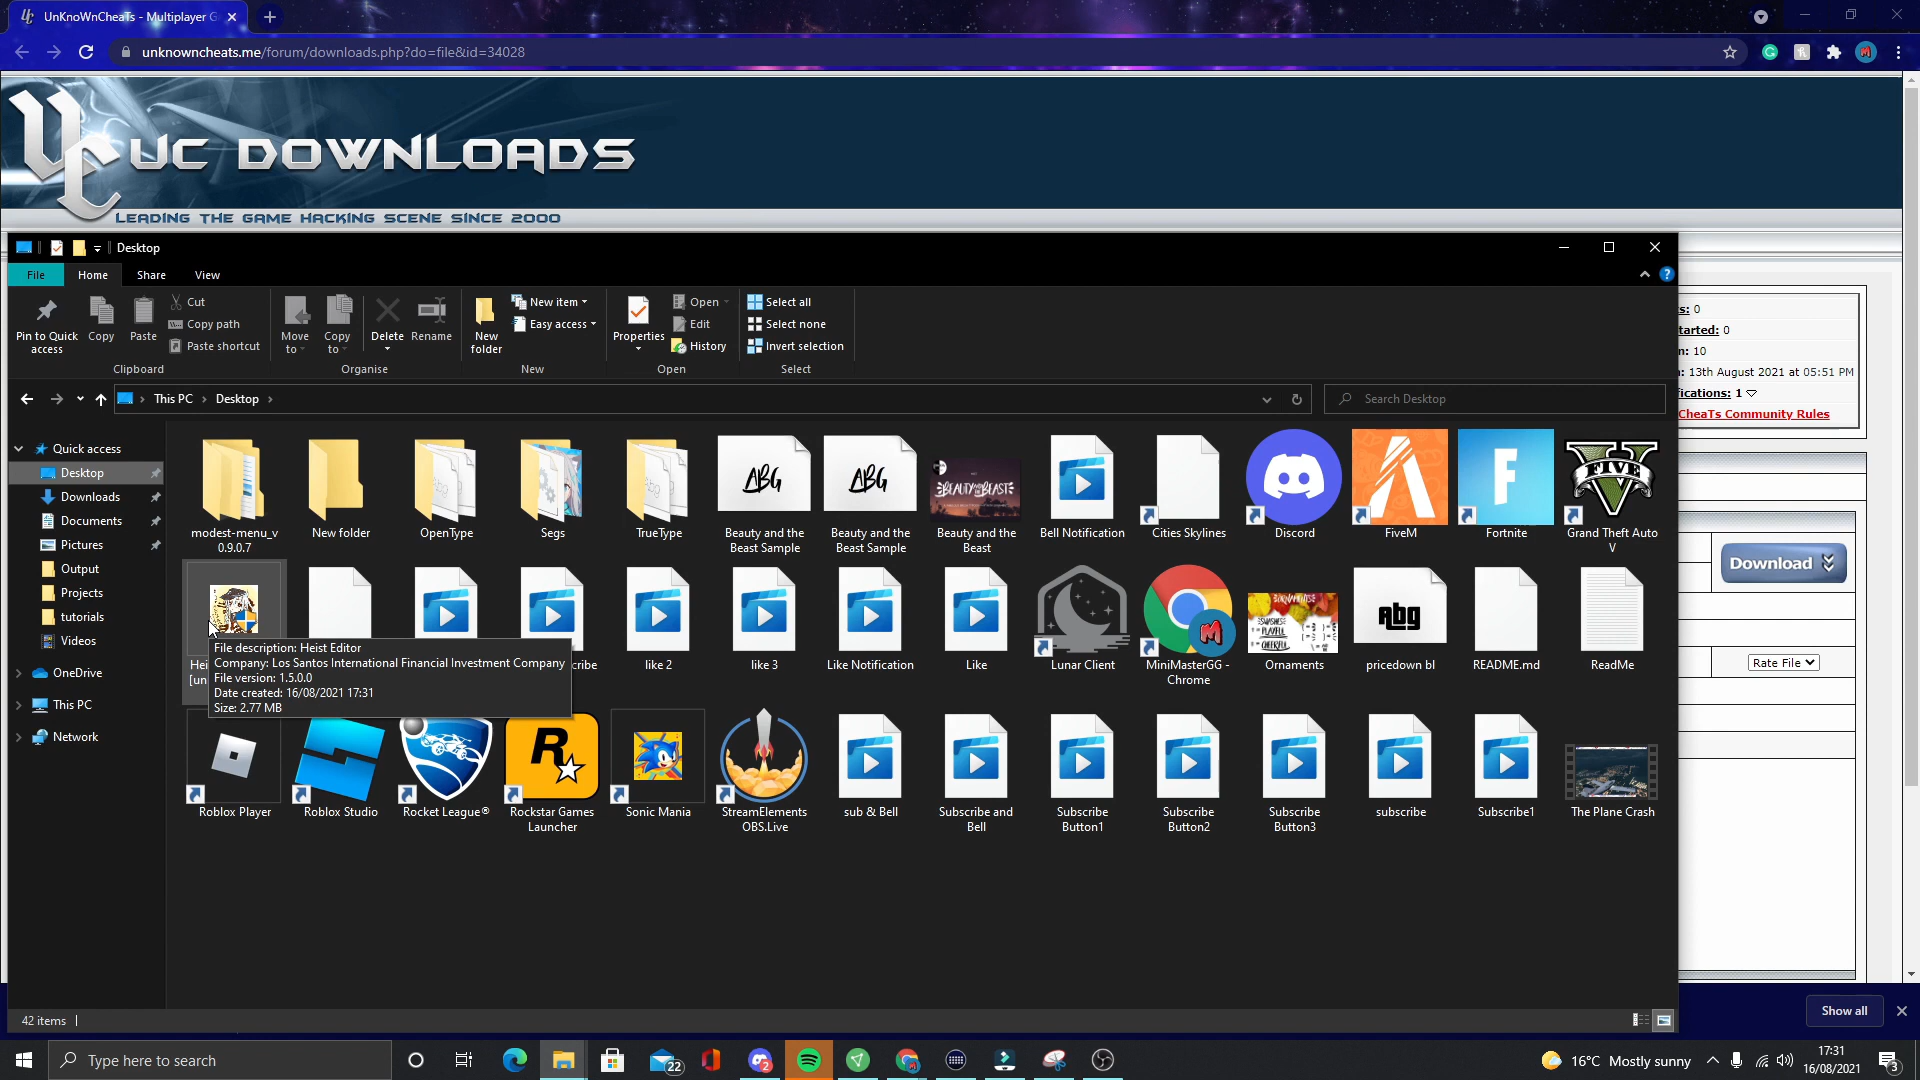 UnKnoWnCheaTs - Multiplayer G
unknowncheats.me/forum/downloads.php?do=file&id=34028
UC DOWNLOADS
LEADING THE GAME HACKING SCENE SINCE 2000
Desktop
File Home Share View
Pin to Quick access
Copy
Paste
Cut
Copy path
Paste shortcut
Clipboard
Move to
Copy to
Delete
Rename
Organise
New folder
New item
Easy access
New
Properties
Open
Edit
History
Open
Select all
Select none
Invert selection
Select
This PC > Desktop >
Search Desktop
Quick access
Desktop
Downloads
Documents
Pictures
Output
Projects
tutorials
Videos
OneDrive
This PC
Network
modest-menu_v
0.9.0.7
New folder
OpenType
Segs
TrueType
Beauty and the
Beast Sample
Beauty and the
Beast Sample
Beauty and the
Beast
Bell Notification
Cities Skylines
Discord
FiveM
Fortnite
Grand Theft Auto
V
File description: Heist Editor
Company: Los Santos International Financial Investment Company
File version: 1.5.0.0
Date created: 16/08/2021 17:31
Size: 2.77 MB
like 2
like 3
Like Notification
Like
Lunar Client
MiniMasterGG -
Chrome
Ornaments
pricedown bl
README.md
ReadMe
Roblox Player
Roblox Studio
Rocket League®
Rockstar Games
Launcher
Sonic Mania
StreamElements
OBS.Live
sub & Bell
Subscribe and
Bell
Subscribe
Button1
Subscribe
Button2
Subscribe
Button3
subscribe
Subscribe1
The Plane Crash
42 items
s: 0
tarted: 0
n: 10
: 13th August 2021 at 05:51 PM
fications: 1
CheaTs Community Rules
Download
Rate File
Show all
Type here to search
22
2
16°C Mostly sunny
17:31
16/08/2021
3